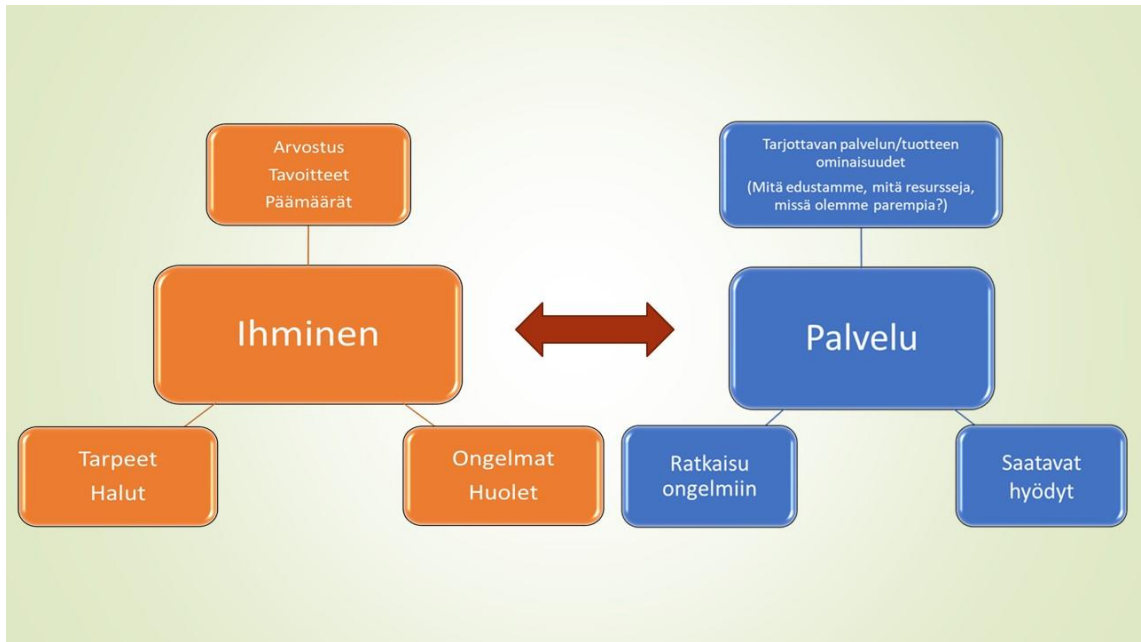 Arvostus
Tavoitteet
Päämäärät
Ihminen
Tarpeet
Halut
Ongelmat
Huolet
Tarjottavan palvelun/tuotteen
ominaisuudet
(Mitä edustamme, mitä resursseja,
missä olemme parempia?)
Palvelu
Ratkaisu
ongelmiin
Saatavat
hyödyt